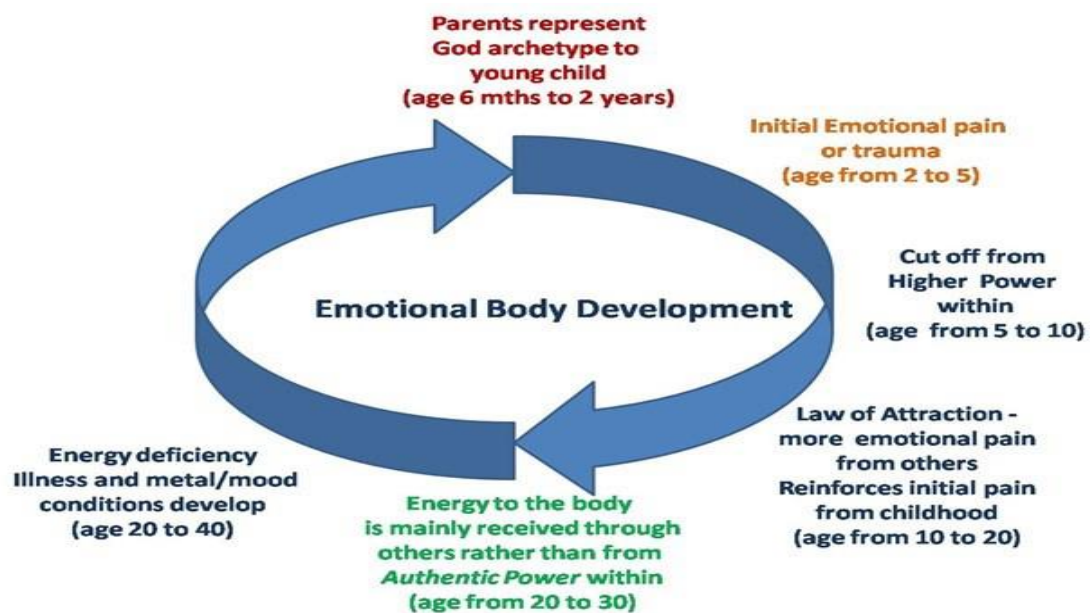 Parents represent
God archetype to
young child
(age 6 mths to 2 years)
Initial Emotional pain
or trauma
(age from 2 to 5)
Cut off from
Higher Power
within
(age from 5 to 10)
Emotional Body Development
Law of Attraction -
more emotional pain
from others
Reinforces initial pain
from childhood
(age from 10 to 20)
Energy to the body
is mainly received through
others rather than from
Authentic Power within
(age from 20 to 30)
Energy deficiency
Illness and metal/mood
conditions develop
(age 20 to 40)